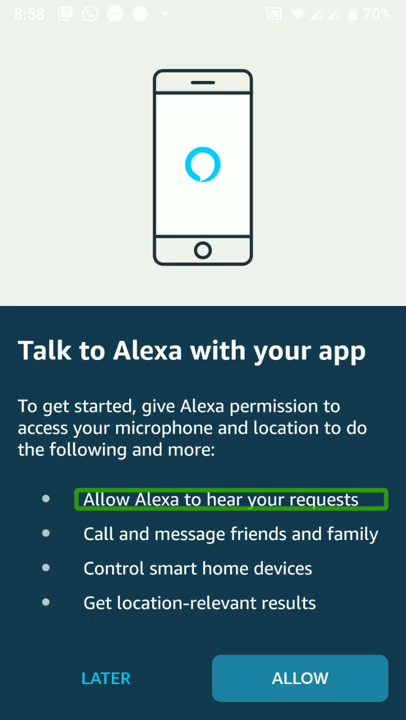 8:58
70%
Talk to Alexa with your app
To get started, give Alexa permission to
access your microphone and location to do
the following and more:
Allow Alexa to hear your requests
Call and message friends and family
Control smart home devices
Get location-relevant results
LATER
ALLOW